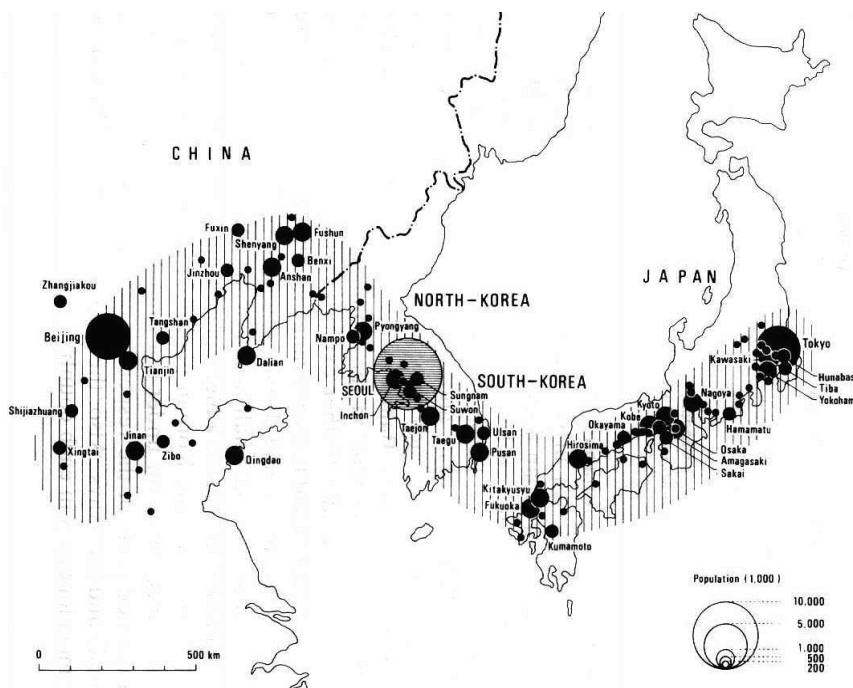 CHINA
Fuxin
Fushun
Shenyang
Benxi
Jinzhou
Anshan
Zhangjiakou
JAPAN
NORTH-KOREA
Beijing
Tangshan
Pyongyang
Nampo
Tokyo
Kawasaki
Dalian
Tianjin
Hunabas
SEOUL
SOUTH-KOREA
Tiba
Sungnam
Yokoham
Shijiazhuang
Suwon
Nagoya
Inchon
Kyoto
Kobe
Taejon
Hamamatu
Okayama
Jinan
Taegu
Ulsan
Hirosima
Osaka
Xingtai
Zibo
Pusan
Amagasaki
Qingdao
Sakai
Kitakyusyu
Fukuoka
Kumamoto
Population (1.000)
10.000
5.000
1.000
500
200
0 500 km